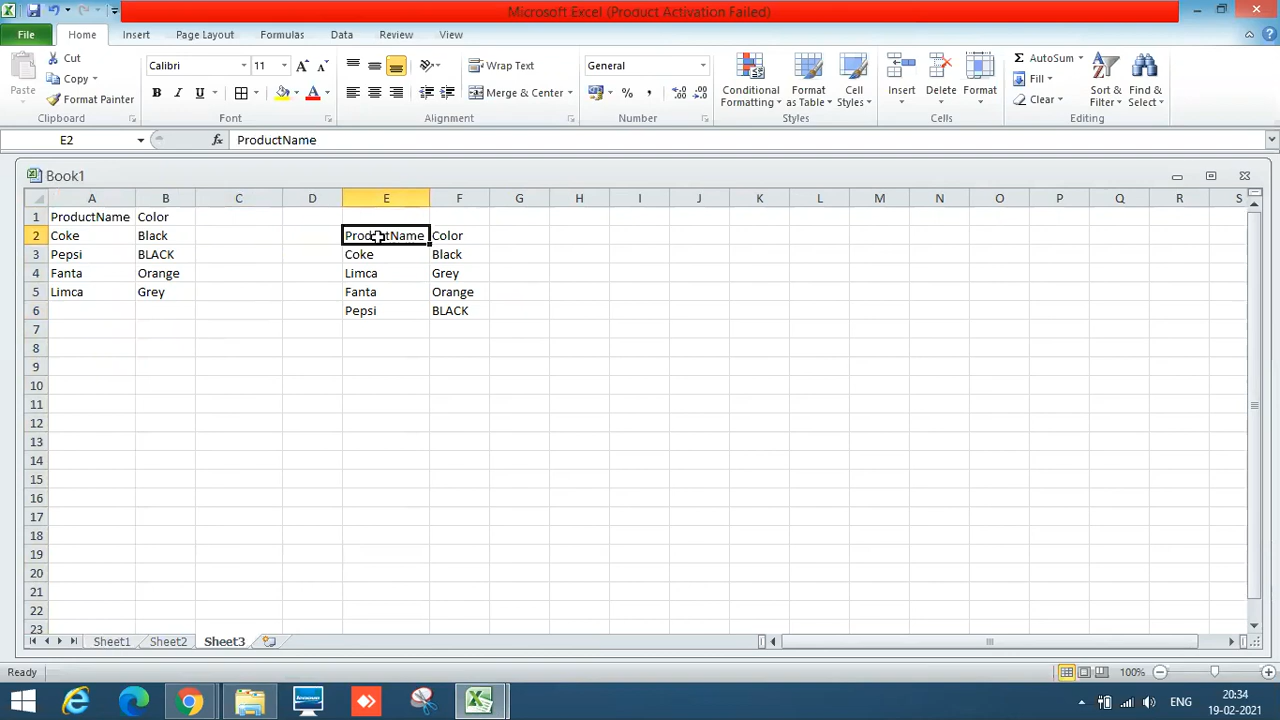 Microsoft Excel (Product Activation Failed)
File Home Insert Page Layout Formulas Data Review View
Paste
Cut
Copy
Format Painter
Clipboard
Calibri 11
B I U
Font
Wrap Text
Merge & Center
Alignment
General
%
Number
Conditional Formatting
Format as Table
Cell Styles
Styles
Insert Delete Format
Cells
AutoSum
Fill
Clear
Sort & Filter
Find & Select
Editing
E2 fx ProductName
Book1
A B C D E F G H I J K L M N O P Q R S
1 ProductName Color
2 Coke Black ProductName Color
3 Pepsi BLACK Coke Black
4 Fanta Orange Limca Grey
5 Limca Grey Fanta Orange
6 Pepsi BLACK
7
8
9
10
11
12
13
14
15
16
17
18
19
20
21
22
23
Sheet1 Sheet2 Sheet3
Ready 100%
ENG 20:34
19-02-2021